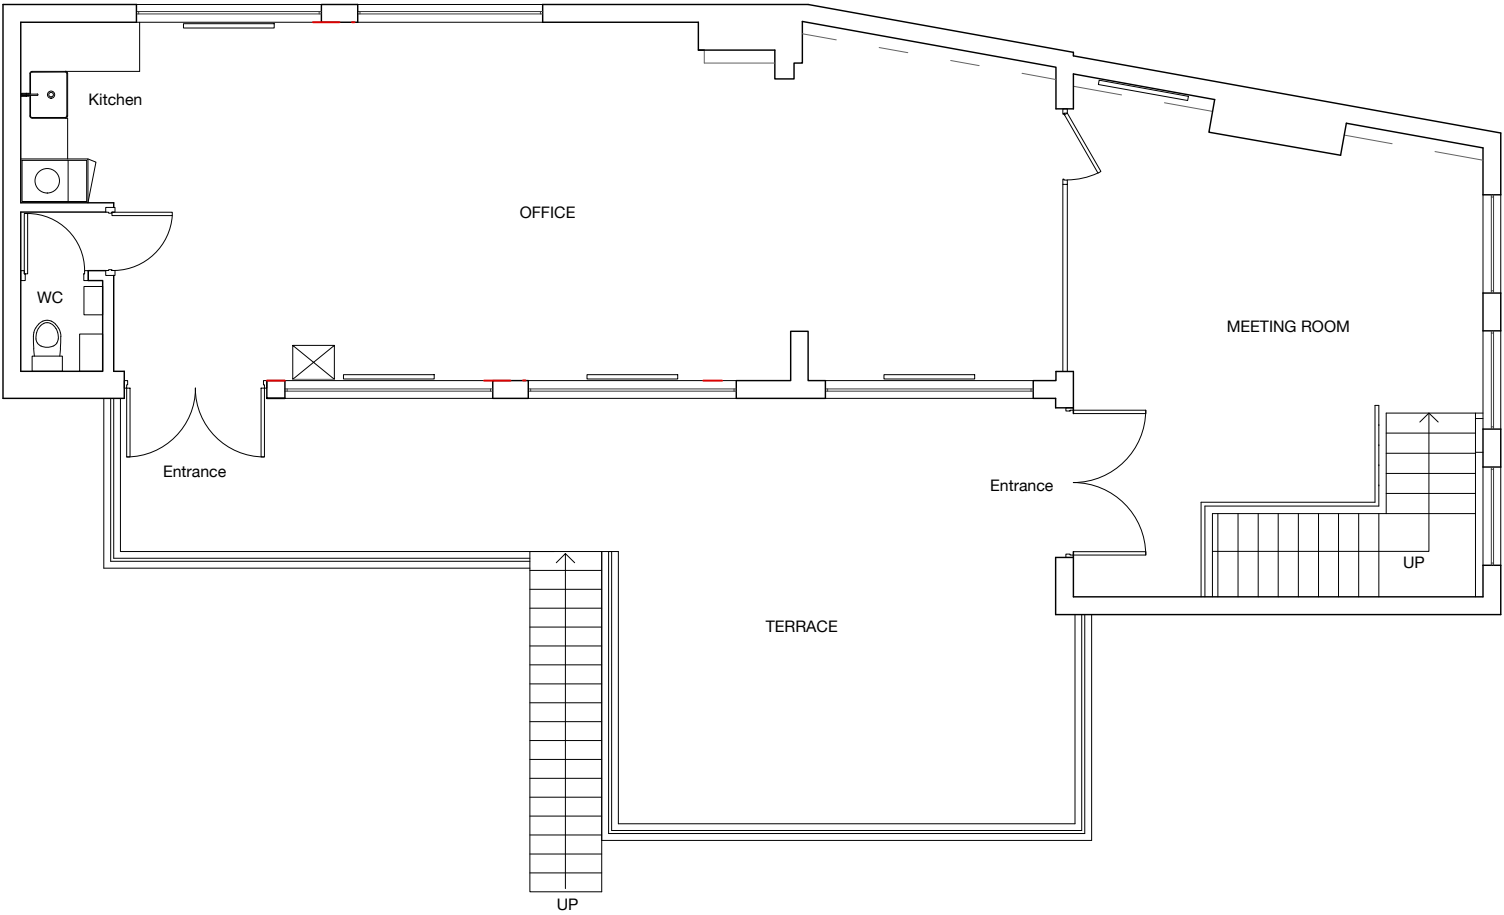 Kitchen
OFFICE
WC
MEETING ROOM
Entrance
Entrance
UP
TERRACE
UP